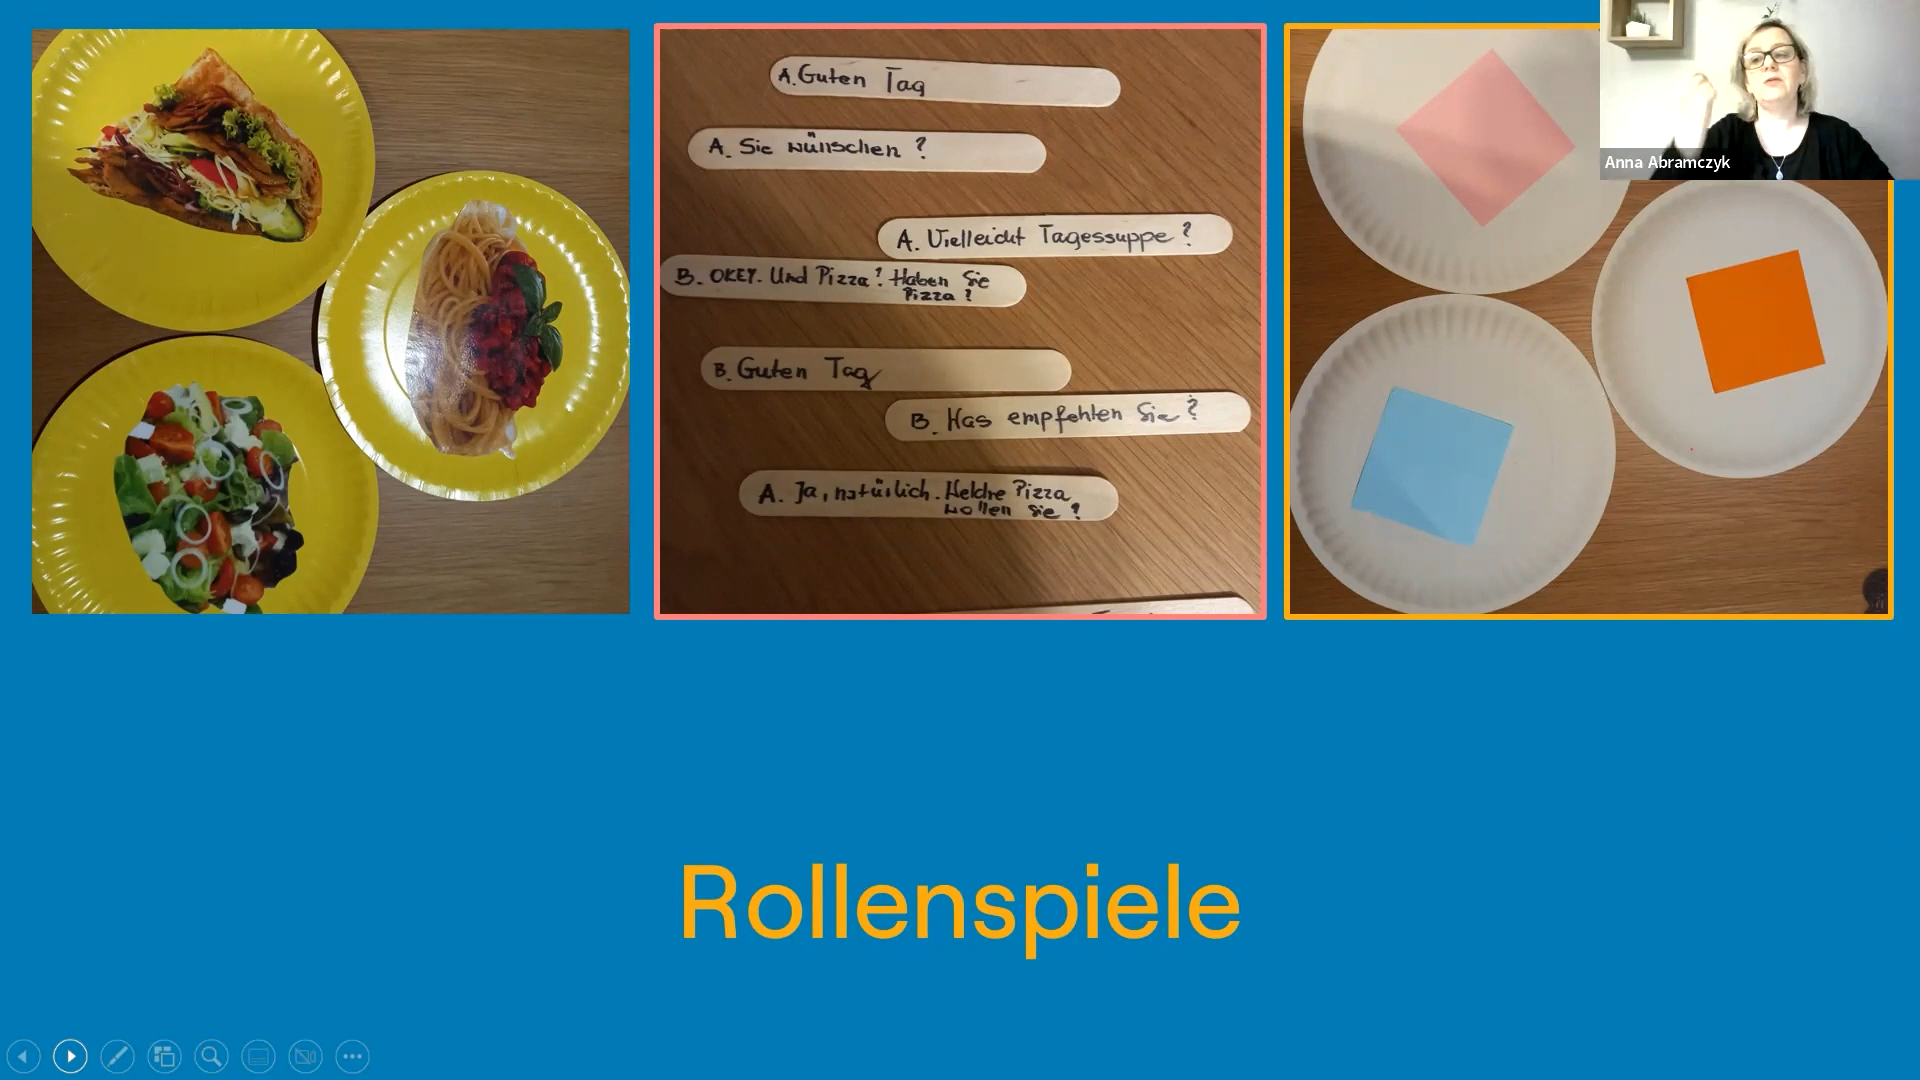 A. Guten Tag
A. Sie wünschen?
A. Vielleicht Tagessuppe?
B. OKEY. Und Pizza? Haben Sie
Pizza?
B. Guten Tag
B. Was empfehlen Sie?
A. Ja, natürlich. Welche Pizza
wollen Sie?
Anna Abramczyk
Rollenspiele